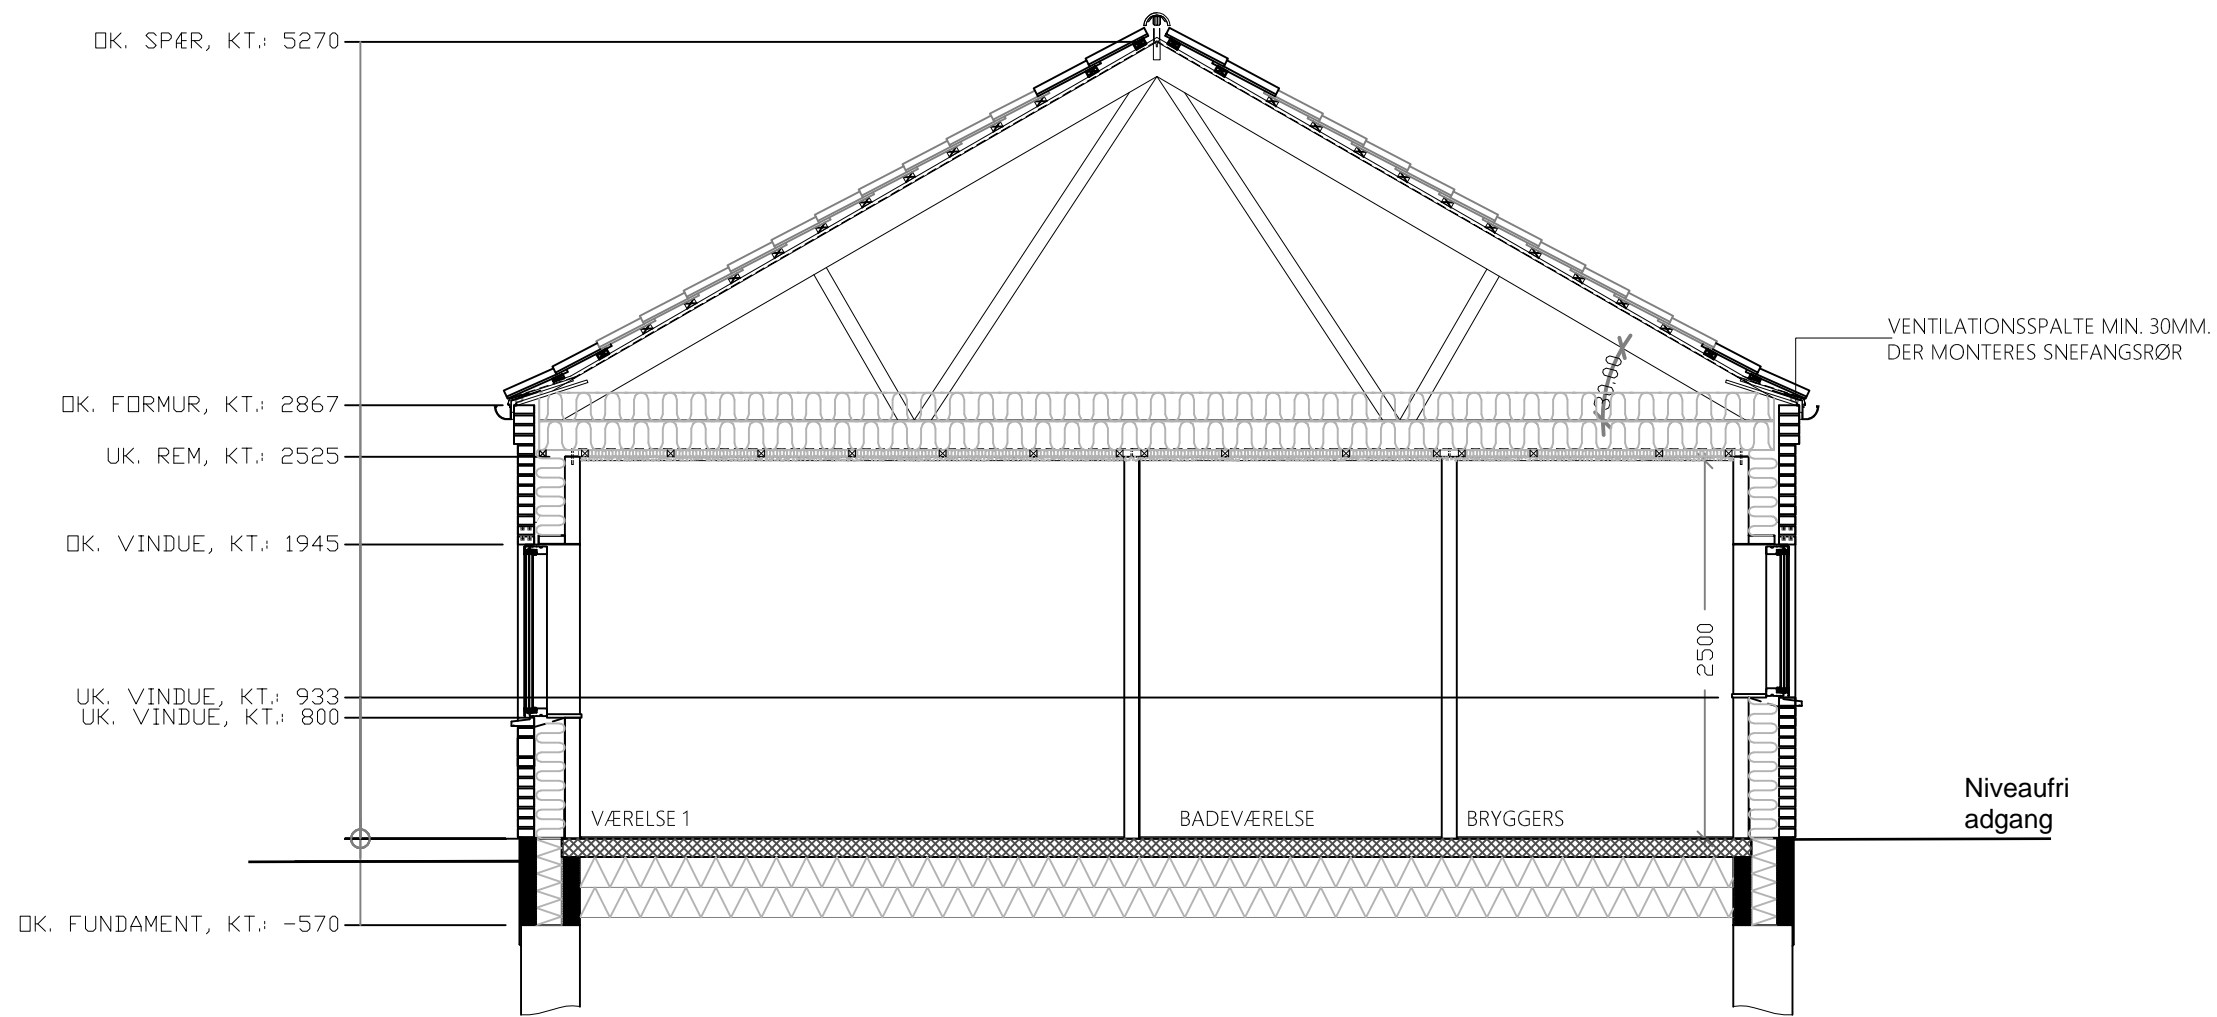 OK. SPÆR, KT.: 5270
VENTILATIONSSPALTE MIN. 30MM.
DER MONTERES SNEFANGSRØR
30.00
OK. FORMUR, KT.: 2867
UK. REM, KT.: 2525
OK. VINDUE, KT.: 1945
2500
UK. VINDUE, KT.: 933
UK. VINDUE, KT.: 800
Niveaufri
adgang
VÆRELSE 1
BADEVÆRELSE
BRYGGERS
OK. FUNDAMENT, KT.: -570